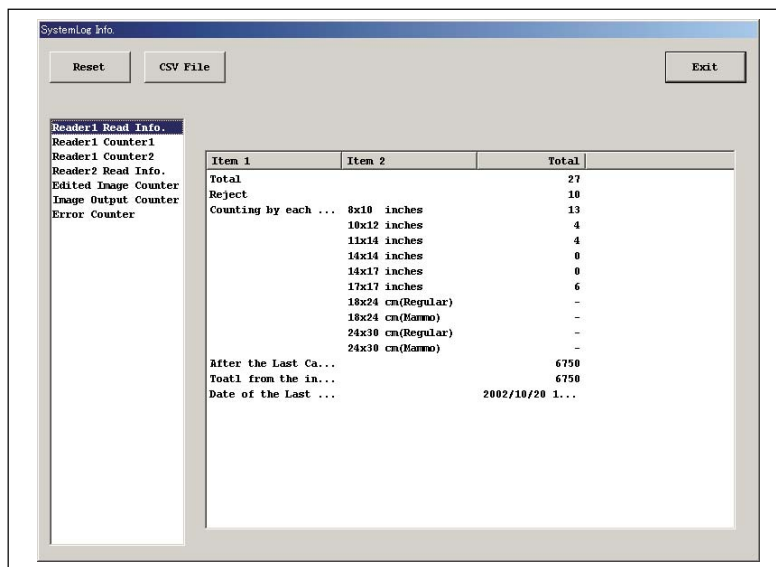 SystemLog Info.
Reset
CSV File
Exit
Reader1 Read Info.
Reader1 Counter1
Reader1 Counter2
Reader2 Read Info.
Edited Image Counter
Image Output Counter
Error Counter
Item 1 Item 2 Total
Total 27
Reject 10
Counting by each ... 8x10 inches 13
10x12 inches 4
11x14 inches 4
14x14 inches 0
14x17 inches 0
17x17 inches 6
18x24 cm(Regular) -
18x24 cm(Mammo) -
24x30 cm(Regular) -
24x30 cm(Mammo) -
After the Last Ca... 6750
Toatl from the in... 6750
Date of the Last ... 2002/10/20 1...